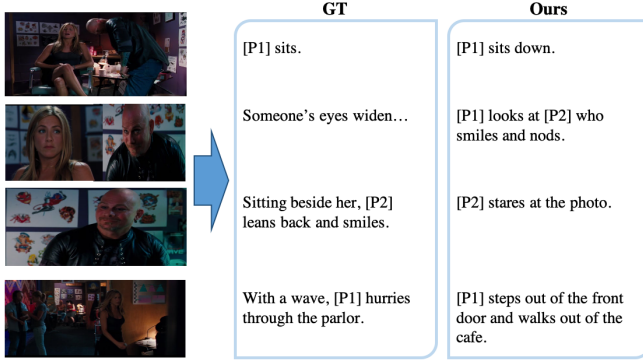 GT
Ours
[P1] sits.
[P1] sits down.
Someone's eyes widen…
[P1] looks at [P2] who
smiles and nods.
Sitting beside her, [P2]
leans back and smiles.
[P2] stares at the photo.
With a wave, [P1] hurries
through the parlor.
[P1] steps out of the front
door and walks out of the
cafe.